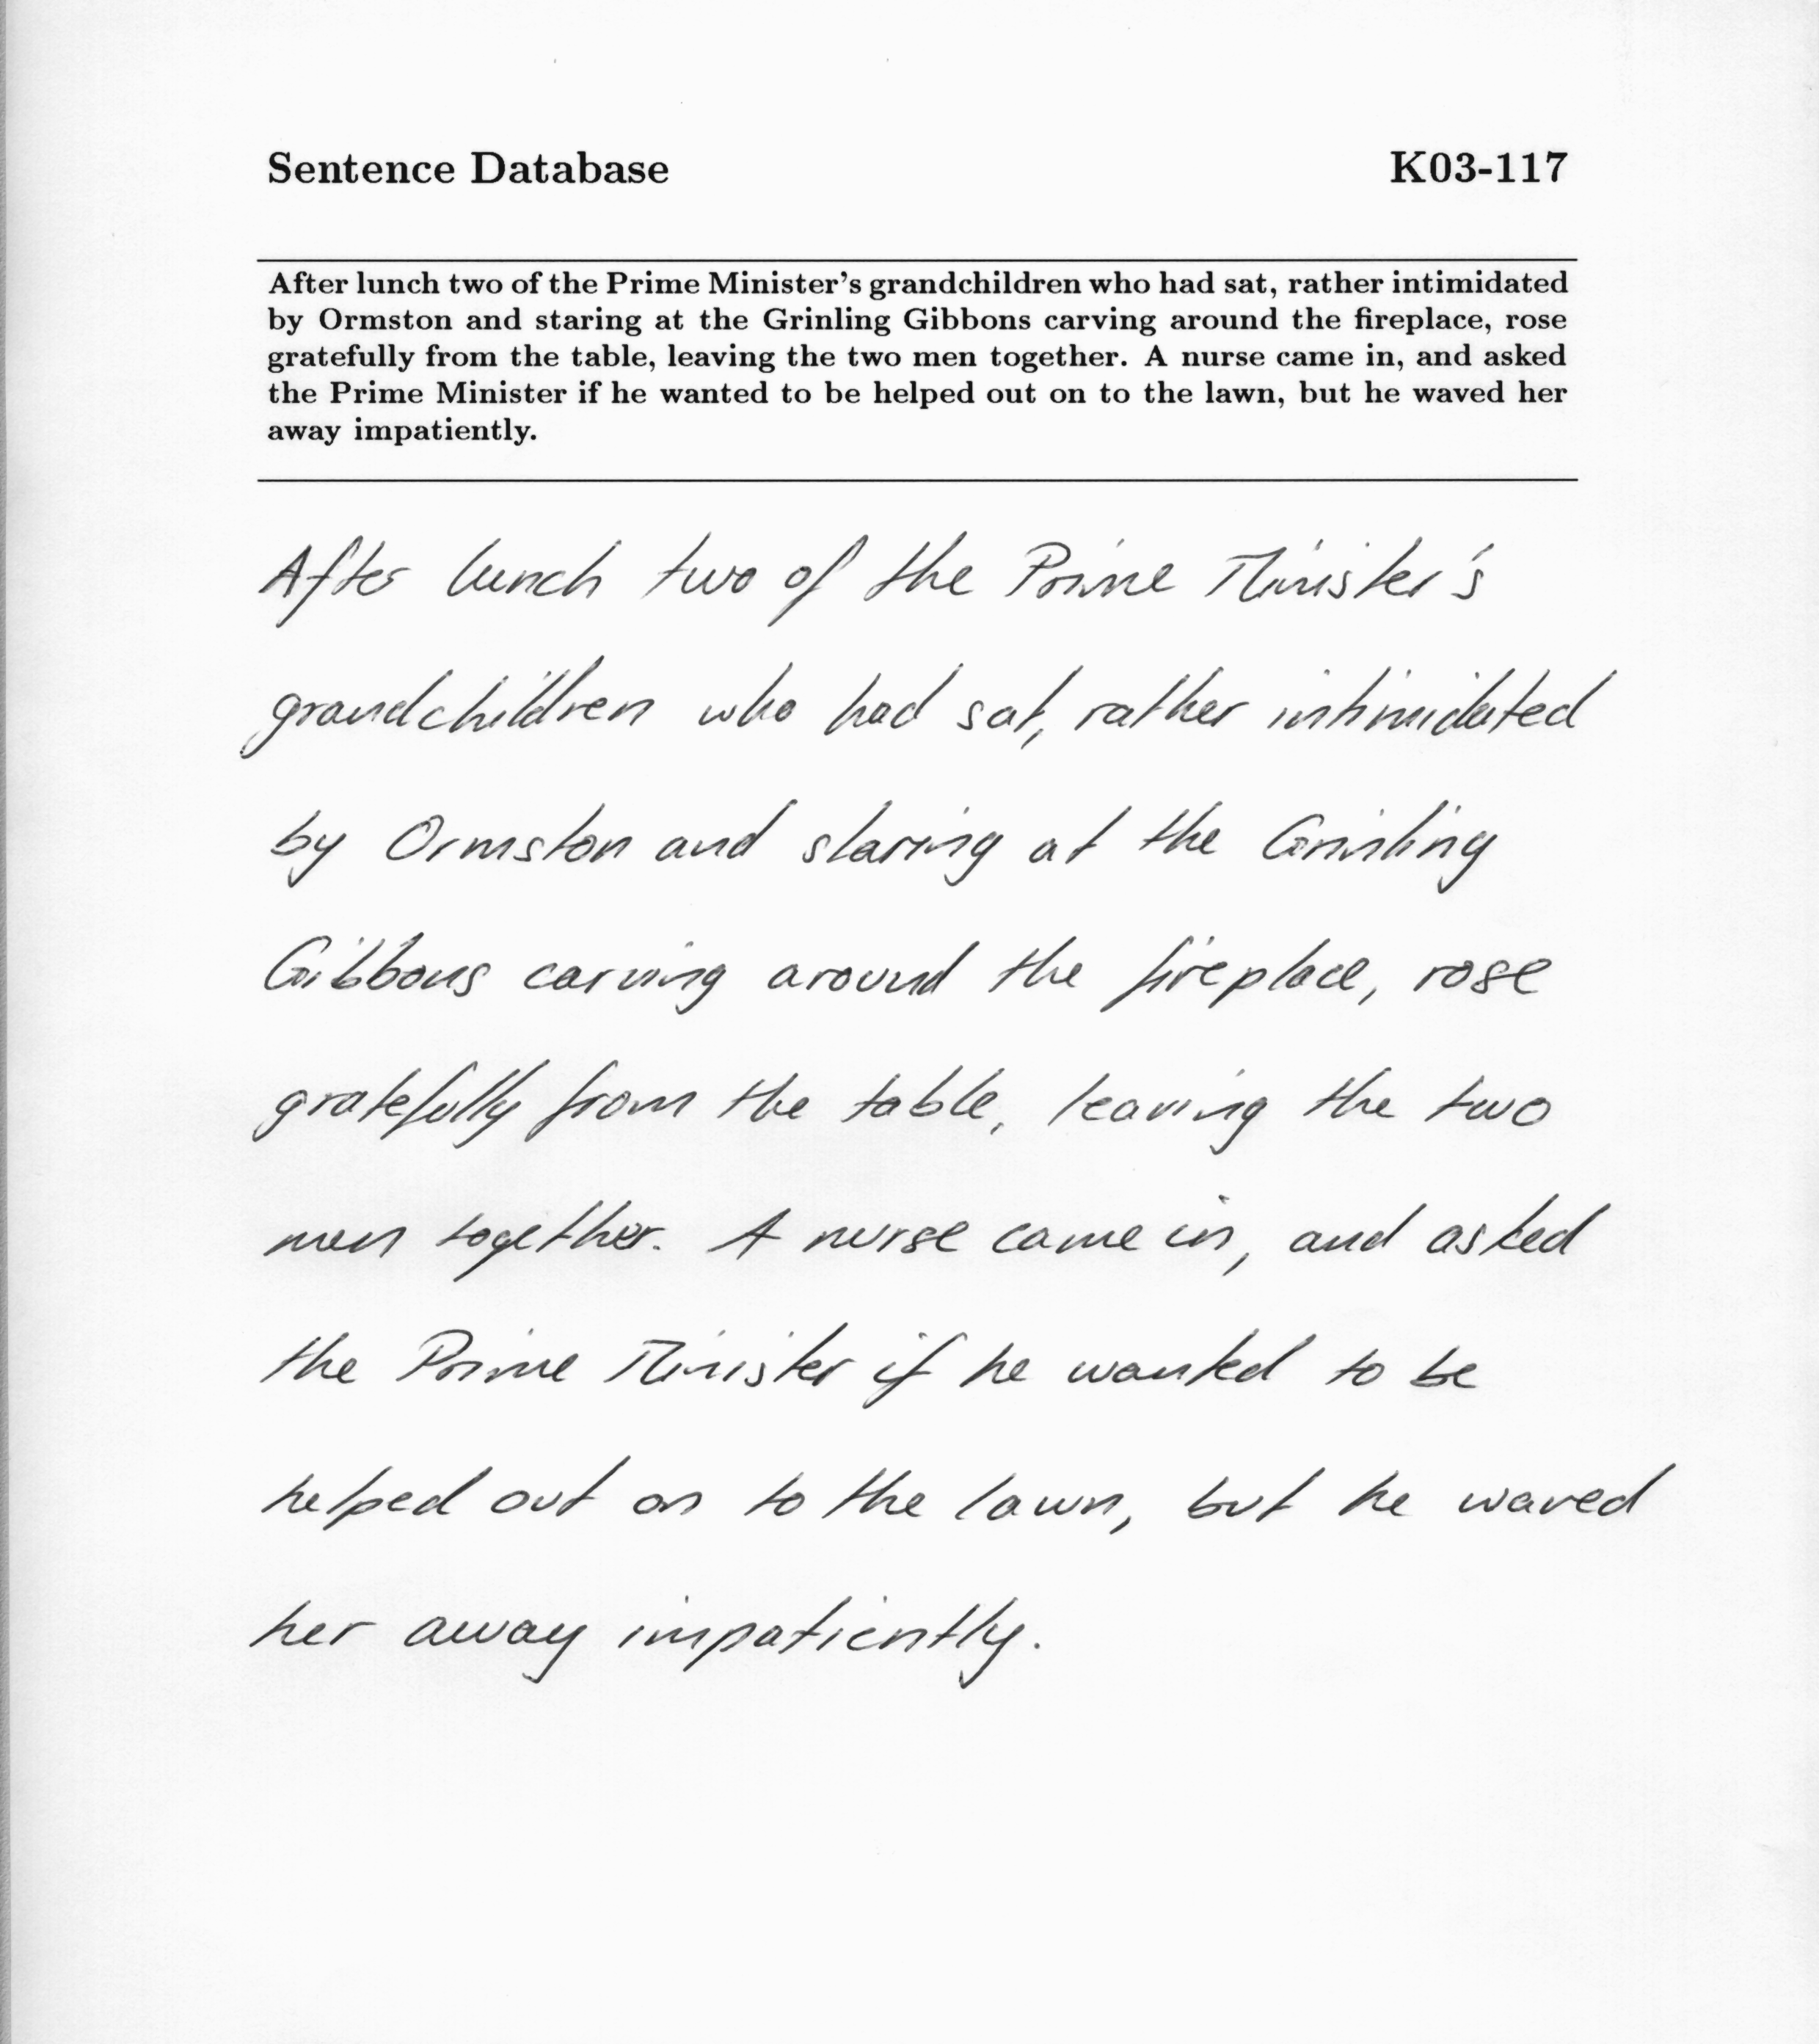 Sentence Database K03-117
After lunch two of the Prime Minister's grandchildren who had sat, rather intimidated
by Ormston and staring at the Grinling Gibbons carving around the fireplace, rose
gratefully from the table, leaving the two men together. A nurse came in, and asked
the Prime Minister if he wanted to be helped out on to the lawn, but he waved her
away impatiently.
After lunch two of the Prime Minister's
grandchildren who had sat, rather intimidated
by Ormston and staring at the Grinling
Gibbons carving around the fireplace, rose
gratefully from the table, leaving the two
men together. A nurse came in, and asked
the Prime Minister if he wanted to be
helped out on to the lawn, but he waved
her away impatiently.